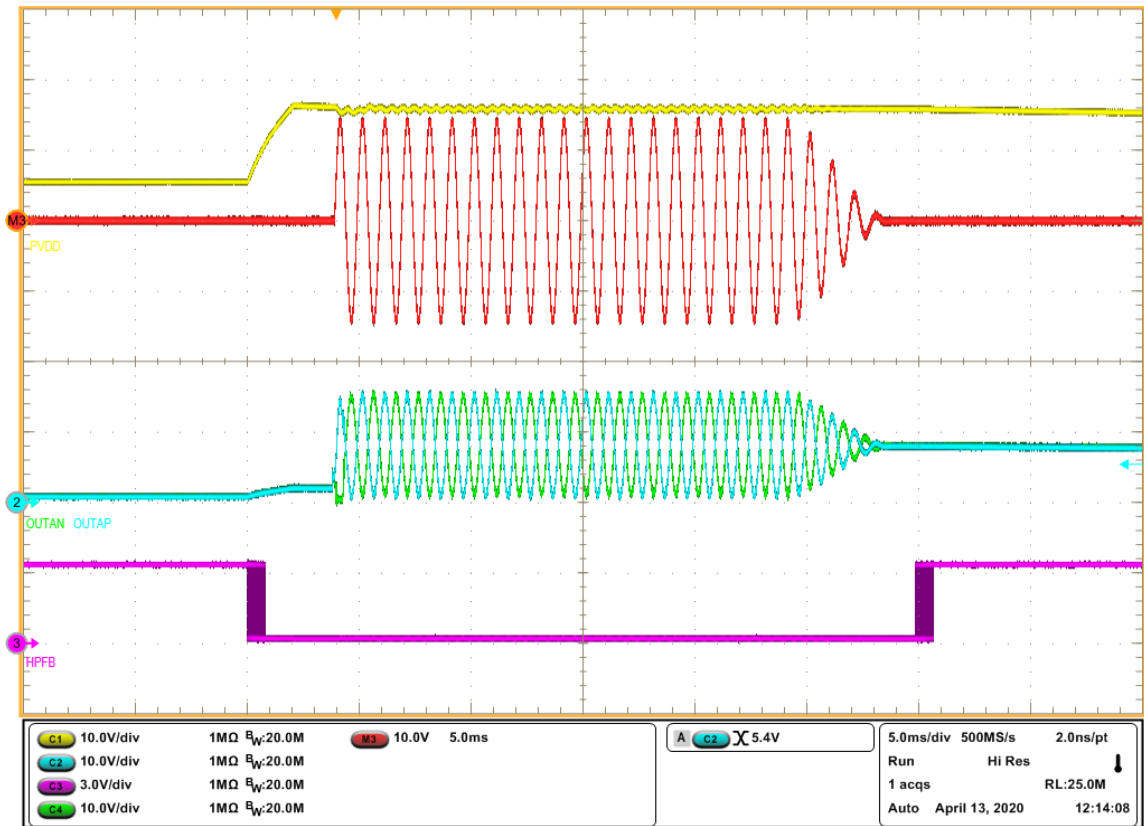 M3
PVDD
2
OUTAN OUTAP
3
HPFB
C1 10.0V/div 1MΩ BW:20.0M M3 10.0V 5.0ms
C2 10.0V/div 1MΩ BW:20.0M
C3 3.0V/div 1MΩ BW:20.0M
C4 10.0V/div 1MΩ BW:20.0M
A C2 5.4V
5.0ms/div 500MS/s 2.0ns/pt
Run Hi Res
1 acqs RL:25.0M
Auto April 13, 2020 12:14:08